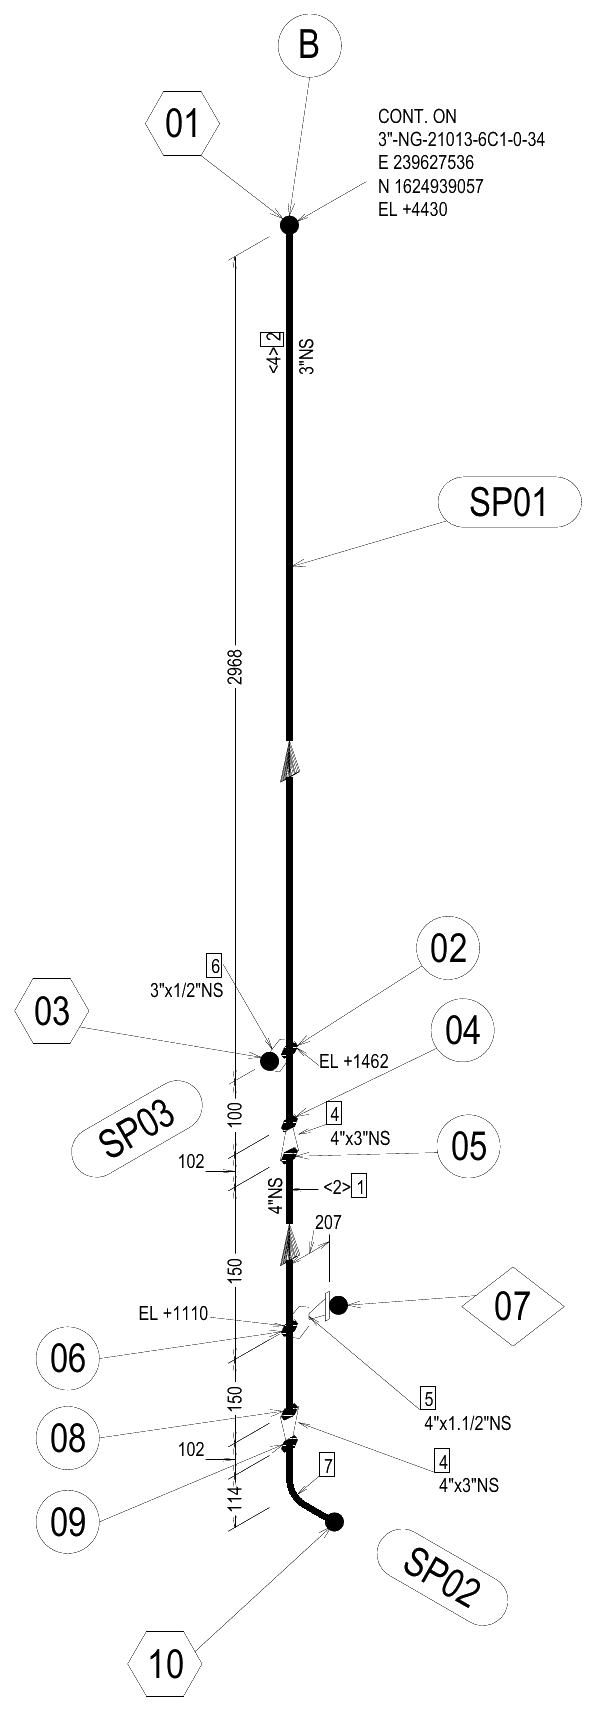 B
01
CONT. ON
3"-NG-21013-6C1-0-34
E 239627536
N 1624939057
EL +4430
<4> 2
3"NS
SP01
2968
02
6
3"x1/2"NS
03
04
EL +1462
SP03
100
4
4"x3"NS
05
102
4"NS
<2> 1
207
150
EL +1110
07
06
150
5
4"x1.1/2"NS
08
102
4
4"x3"NS
7
114
09
SP02
10